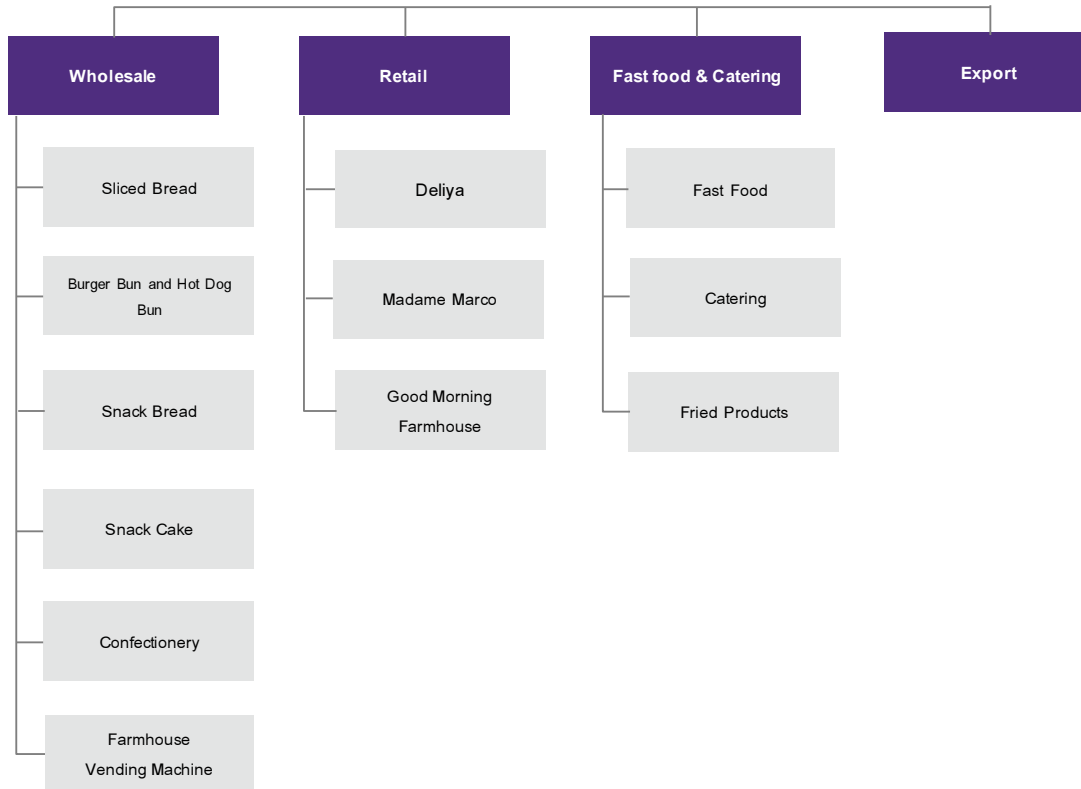 Wholesale
Retail
Fast food & Catering
Export
Sliced Bread
Burger Bun and Hot Dog
Bun
Snack Bread
Snack Cake
Confectionery
Farmhouse
Vending Machine
Deliya
Madame Marco
Good Morning
Farmhouse
Fast Food
Catering
Fried Products